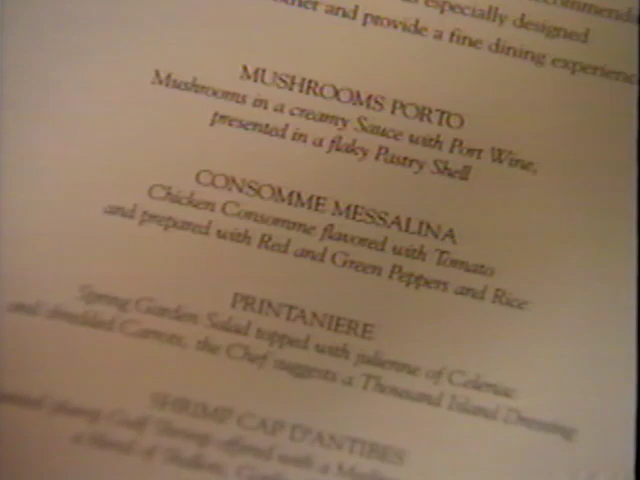 especially designed
and provide a fine dining experience
MUSHROOMS PORTO
Mushrooms in a creamy Sauce with Port Wine,
presented in a flaky Pastry Shell
CONSOMME MESSALINA
Chicken Consomme flavored with Tomato
and prepared with Red and Green Peppers and Rice
PRINTANIERE
Spring Garden Salad topped with julienne of Celeriac
and shredded Carrots, the Chef suggests a Thousand Island Dressing
SHRIMP CAP D'ANTIBES
offered with a